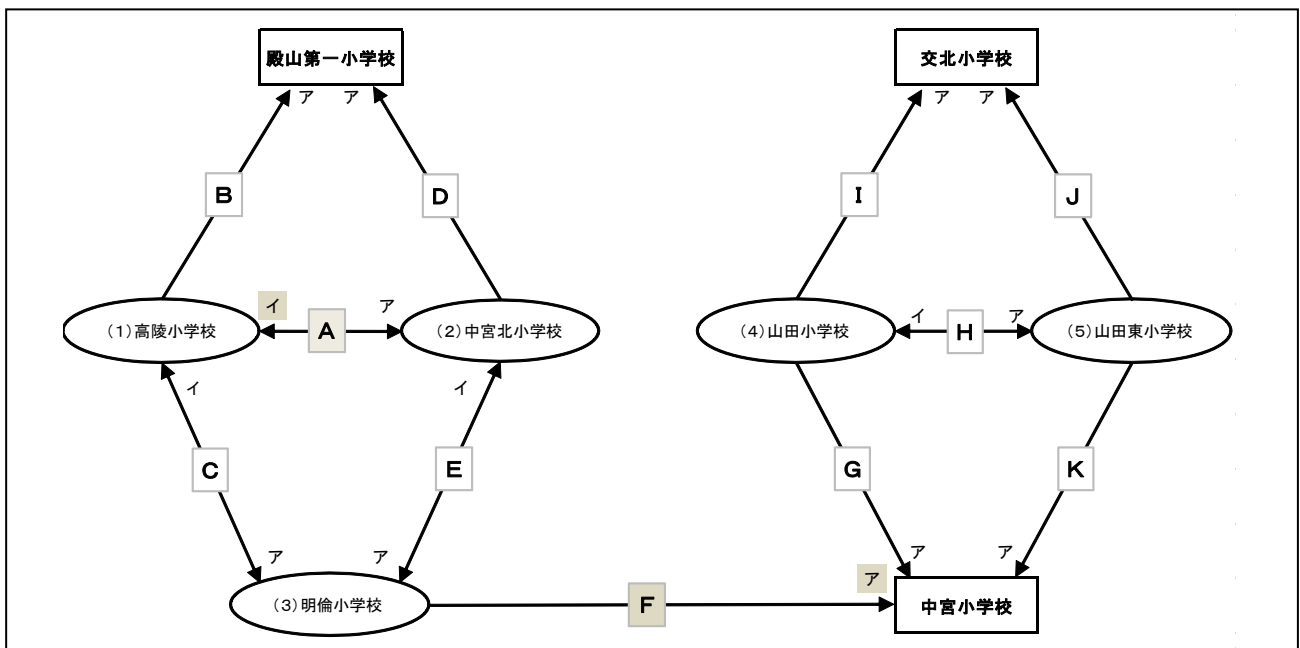 殿山第一小学校
交北小学校
ア ア
ア ア
B
D
I
J
イ
A
ア
イ
H
ア
(1)高陵小学校
(2)中宮北小学校
(4)山田小学校
(5)山田東小学校
イ
イ
C
E
G
K
ア
ア
ア
ア
ア
(3)明倫小学校
F
中宮小学校